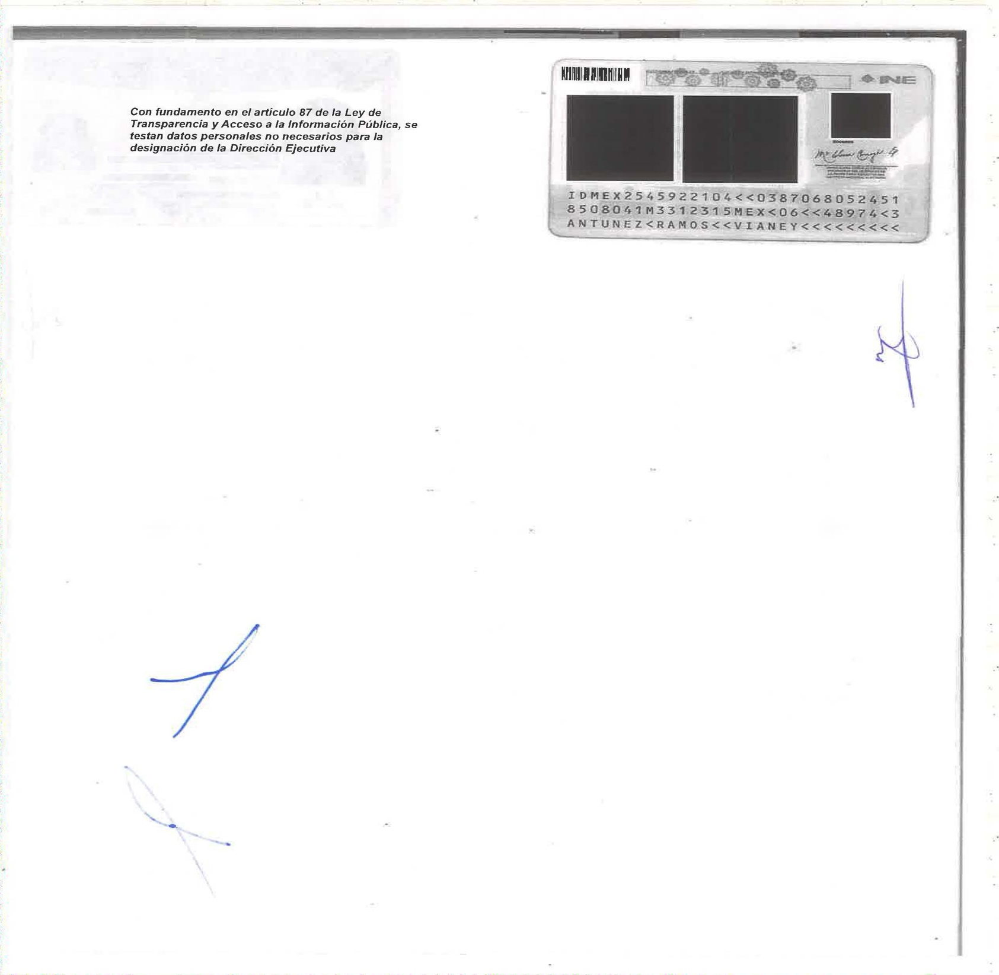 Con fundamento en el artículo 87 de la Ley de
Transparencia y Acceso a la Información Pública, se
testan datos personales no necesarios para la
designación de la Dirección Ejecutiva
INE
IDMEX2545922104<<0387068052451
8508041M3312315MEX<06<<48974<3
ANTUNEZ<RAMOS<<VIANEY<<<<<<<<<